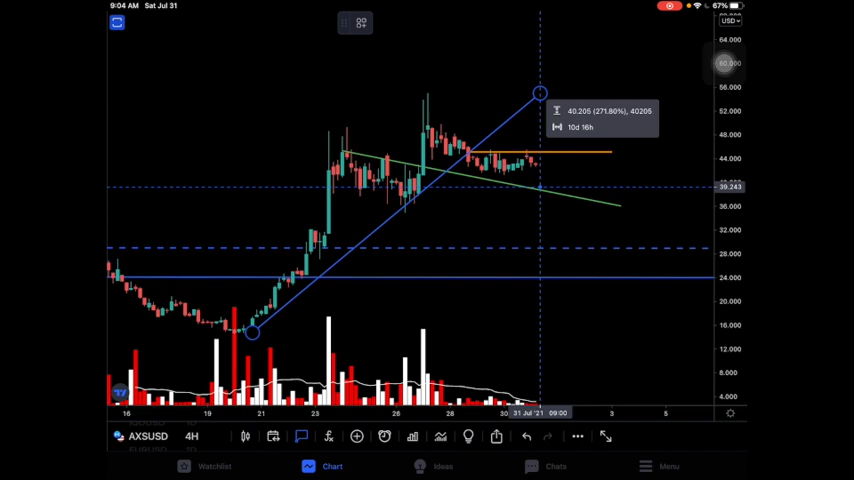 9:04 AM Sat Jul 31
67%
USD
64.000
60.000
56.000
52.000
48.000
44.000
39.243
36.000
32.000
28.000
24.000
20.000
16.000
12.000
8.000
4.000
40.205 (271.80%), 40205
10d 16h
16 19 21 23 26 28 30 31 Jul '21 09:00 3 5
AXSUSD 4H
Watchlist Chart Ideas Chats Menu